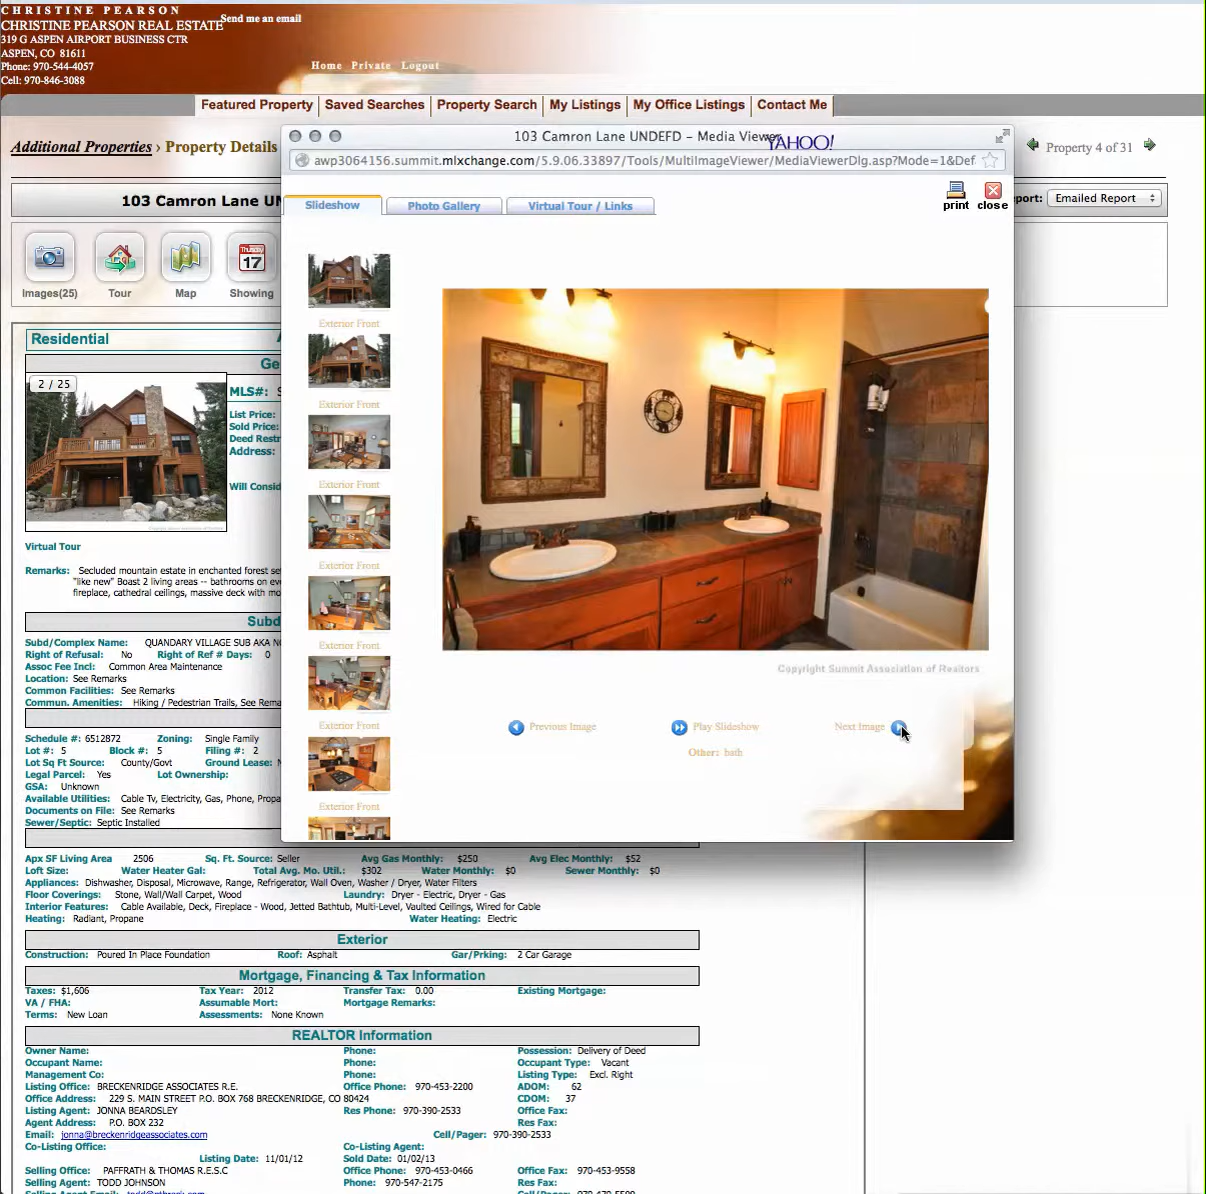 CHRISTINE PEARSON
CHRISTINE PEARSON REAL ESTATE
Send me an email
319 G ASPEN AIRPORT BUSINESS CTR
ASPEN, CO 81611
Phone: 970-544-4057
Cell: 970-846-3088
Home Private Logout
Featured Property
Saved Searches
Property Search
My Listings
My Office Listings
Contact Me
Additional Properties › Property Details
Property 4 of 31
103 Camron Lane UN
port: Emailed Report
Images(25)
Tour
Map
Thursday
17
Showing
103 Camron Lane UNDEFD - Media Viewer
YAHOO!
awp3064156.summit.mlxchange.com/5.9.06.33897/Tools/MultiImageViewer/MediaViewerDlg.asp?Mode=1&Def
Slideshow
Photo Gallery
Virtual Tour / Links
print
close
Exterior Front
Exterior Front
Exterior Front
Exterior Front
Exterior Front
Exterior Front
Exterior Front
Copyright Summit Association of Realtors
Previous Image
Play Slideshow
Next Image
Other: bath
Residential
Ge
2 / 25
MLS#:
List Price:
Sold Price:
Deed Restr
Address:
Will Consid
Virtual Tour
Remarks: Secluded mountain estate in enchanted forest se
"like new" Boast 2 living areas -- bathrooms on ev
fireplace, cathedral ceilings, massive deck with mo
Subd
Subd/Complex Name: QUANDARY VILLAGE SUB AKA N
Right of Refusal: No Right of Ref # Days: 0
Assoc Fee Incl: Common Area Maintenance
Location: See Remarks
Common Facilities: See Remarks
Commun. Amenities: Hiking / Pedestrian Trails, See Rema
Schedule #: 6512872 Zoning: Single Family
Lot #: 5 Block #: 5 Filing #: 2
Lot Sq Ft Source: County/Govt Ground Lease: N
Legal Parcel: Yes Lot Ownership:
GSA: Unknown
Available Utilities: Cable Tv, Electricity, Gas, Phone, Propa
Documents on File: See Remarks
Sewer/Septic: Septic Installed
Apx SF Living Area 2506 Sq. Ft. Source: Seller Avg Gas Monthly: $250 Avg Elec Monthly: $52
Loft Size: Water Heater Gal: Total Avg. Mo. Util.: $302 Water Monthly: $0 Sewer Monthly: $0
Appliances: Dishwasher, Disposal, Microwave, Range, Refrigerator, Wall Oven, Washer / Dryer, Water Filters
Floor Coverings: Stone, Wall/Wall Carpet, Wood Laundry: Dryer - Electric, Dryer - Gas
Interior Features: Cable Available, Deck, Fireplace - Wood, Jetted Bathtub, Multi-Level, Vaulted Ceilings, Wired for Cable
Heating: Radiant, Propane Water Heating: Electric
Exterior
Construction: Poured In Place Foundation Roof: Asphalt Gar/Prking: 2 Car Garage
Mortgage, Financing & Tax Information
Taxes: $1,606 Tax Year: 2012 Transfer Tax: 0.00 Existing Mortgage:
VA / FHA: Assumable Mort: Mortgage Remarks:
Terms: New Loan Assessments: None Known
REALTOR Information
Owner Name: Phone: Possession: Delivery of Deed
Occupant Name: Phone: Occupant Type: Vacant
Management Co: Phone: Listing Type: Excl. Right
Listing Office: BRECKENRIDGE ASSOCIATES R.E. Office Phone: 970-453-2200 ADOM: 62
Office Address: 229 S. MAIN STREET P.O. BOX 768 BRECKENRIDGE, CO 80424 CDOM: 37
Listing Agent: JONNA BEARDSLEY Res Phone: 970-390-2533 Office Fax:
Agent Address: P.O. BOX 232 Res Fax:
Email: jonna@breckenridgeassociates.com Cell/Pager: 970-390-2533
Co-Listing Office: Co-Listing Agent:
Listing Date: 11/01/12 Sold Date: 01/02/13
Selling Office: PAFFRATH & THOMAS R.E.S.C Office Phone: 970-453-0466 Office Fax: 970-453-9558
Selling Agent: TODD JOHNSON Phone: 970-547-2175 Res Fax: